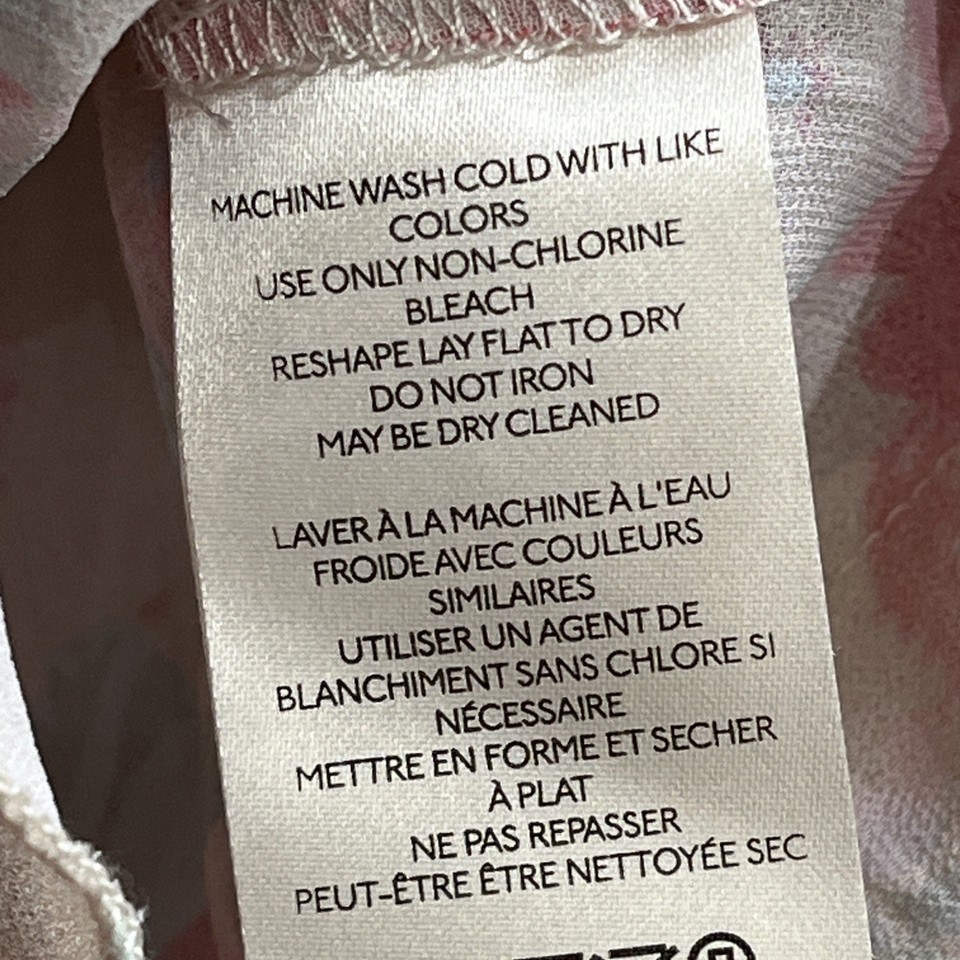 MACHINE WASH COLD WITH LIKE
COLORS
USE ONLY NON-CHLORINE
BLEACH
RESHAPE LAY FLAT TO DRY
DO NOT IRON
MAY BE DRY CLEANED
LAVER À LA MACHINE À L'EAU
FROIDE AVEC COULEURS
SIMILAIRES
UTILISER UN AGENT DE
BLANCHIMENT SANS CHLORE SI
NÉCESSAIRE
METTRE EN FORME ET SECHER
À PLAT
NE PAS REPASSER
PEUT-ÊTRE ÊTRE NETTOYÉE SEC